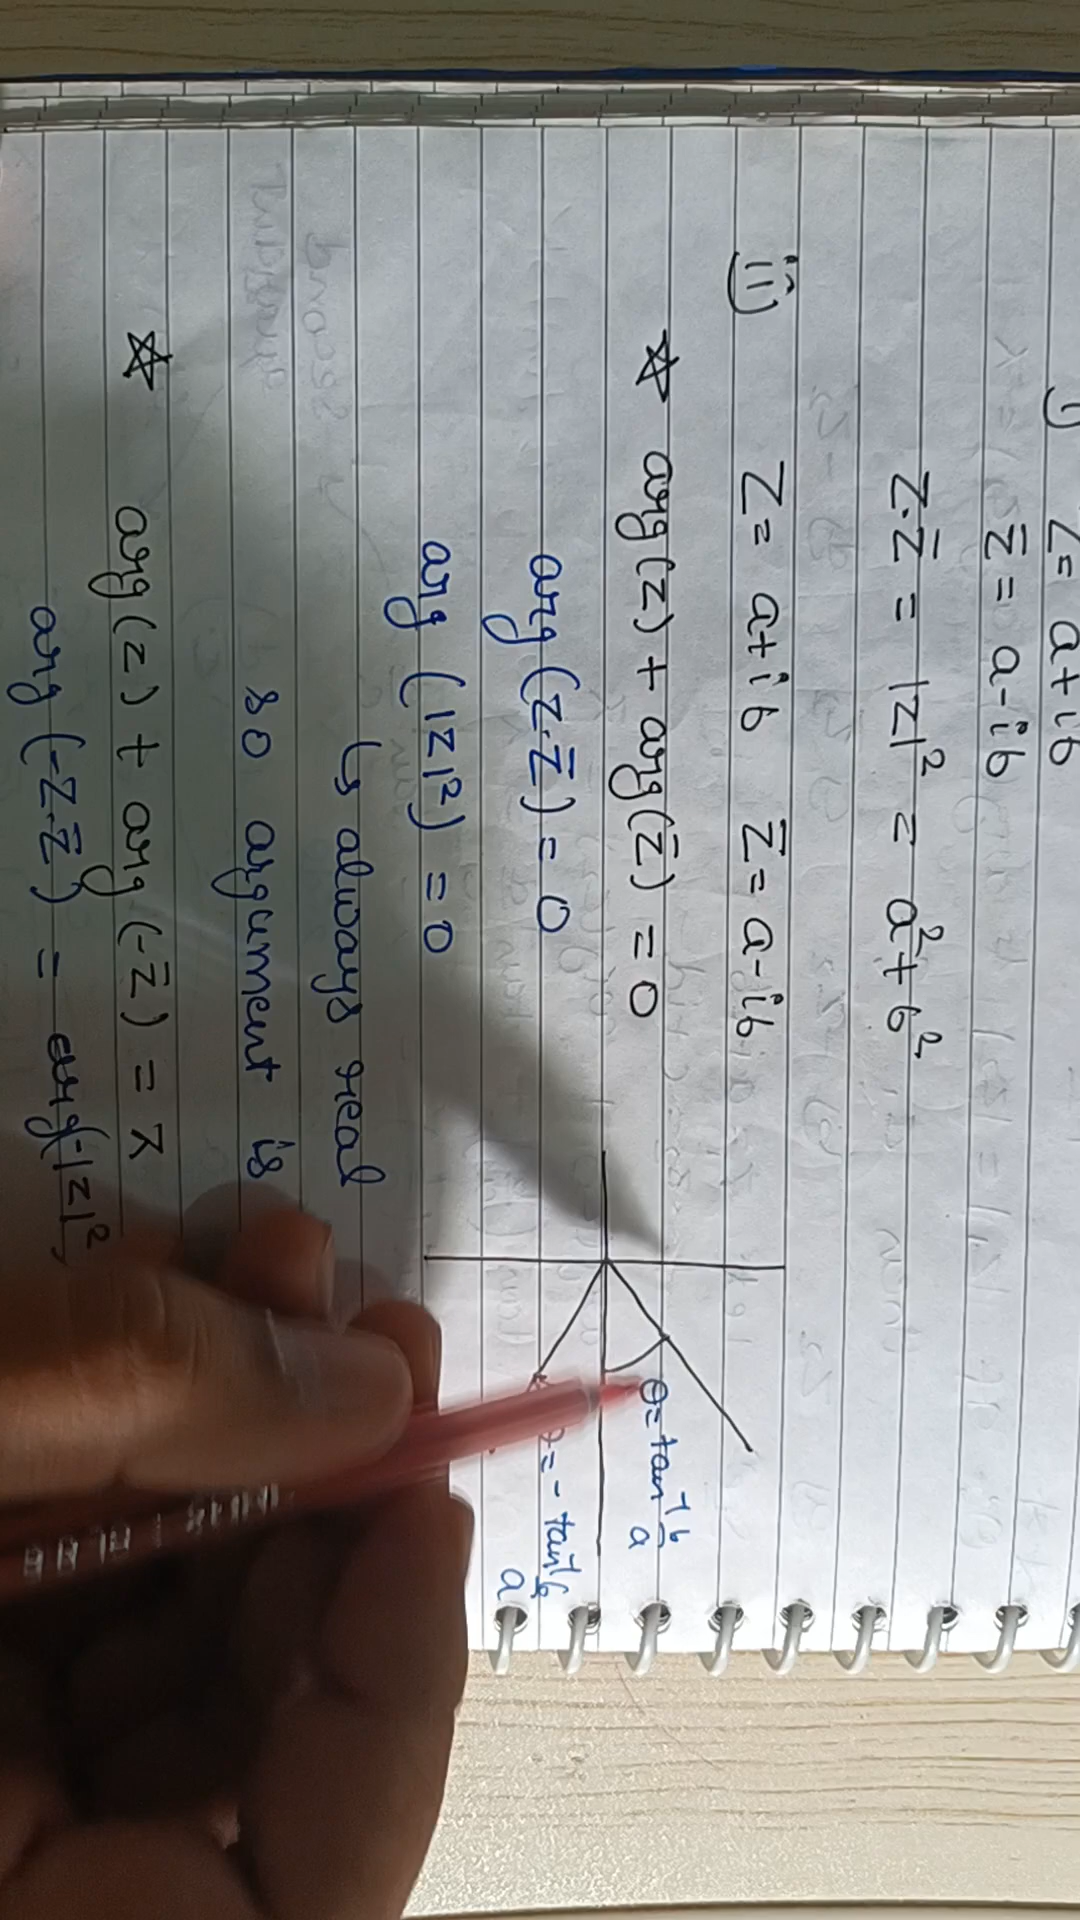 i) z = a+ib
z̄ = a-ib
z.z̄ = |z|² = a²+b²
iii) z = a+ib z̄ = a-ib
☆ arg(z) + arg(z̄) = 0
θ = tan⁻¹ b/a
arg(z.z̄) = 0
θ = - tan⁻¹ b/a
arg(|z|²) = 0
↳ always real
so argument is
☆ arg(z) + arg(-z̄) = π
arg(-z.z̄) = arg(-|z|²)